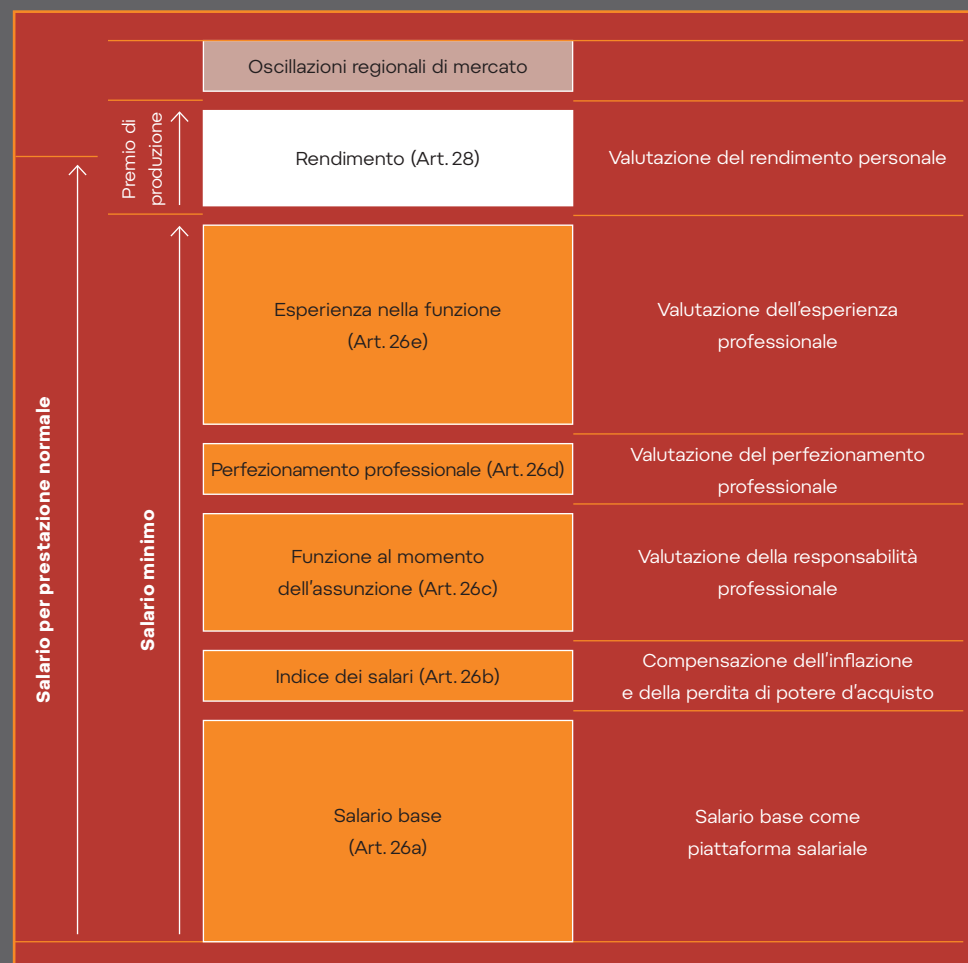 Oscillazioni regionali di mercato
Premio di
produzione
Rendimento (Art. 28)
Valutazione del rendimento personale
Esperienza nella funzione
(Art. 26e)
Valutazione dell'esperienza
professionale
Perfezionamento professionale (Art. 26d)
Valutazione del perfezionamento
professionale
Funzione al momento
dell'assunzione (Art. 26c)
Valutazione della responsabilità
professionale
Indice dei salari (Art. 26b)
Compensazione dell'inflazione
e della perdita di potere d'acquisto
Salario base
(Art. 26a)
Salario base come
piattaforma salariale
Salario per prestazione normale
Salario minimo